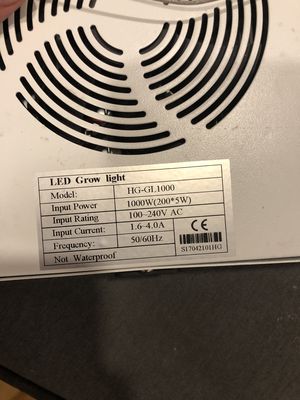 LED Grow light
Model: HG-GL1000
Input Power 1000W(200*5W)
Input Rating 100-240V AC
Input Current: 1.6-4.0A
Frequency: 50/60Hz
Not Waterproof
CE
S17042101HG